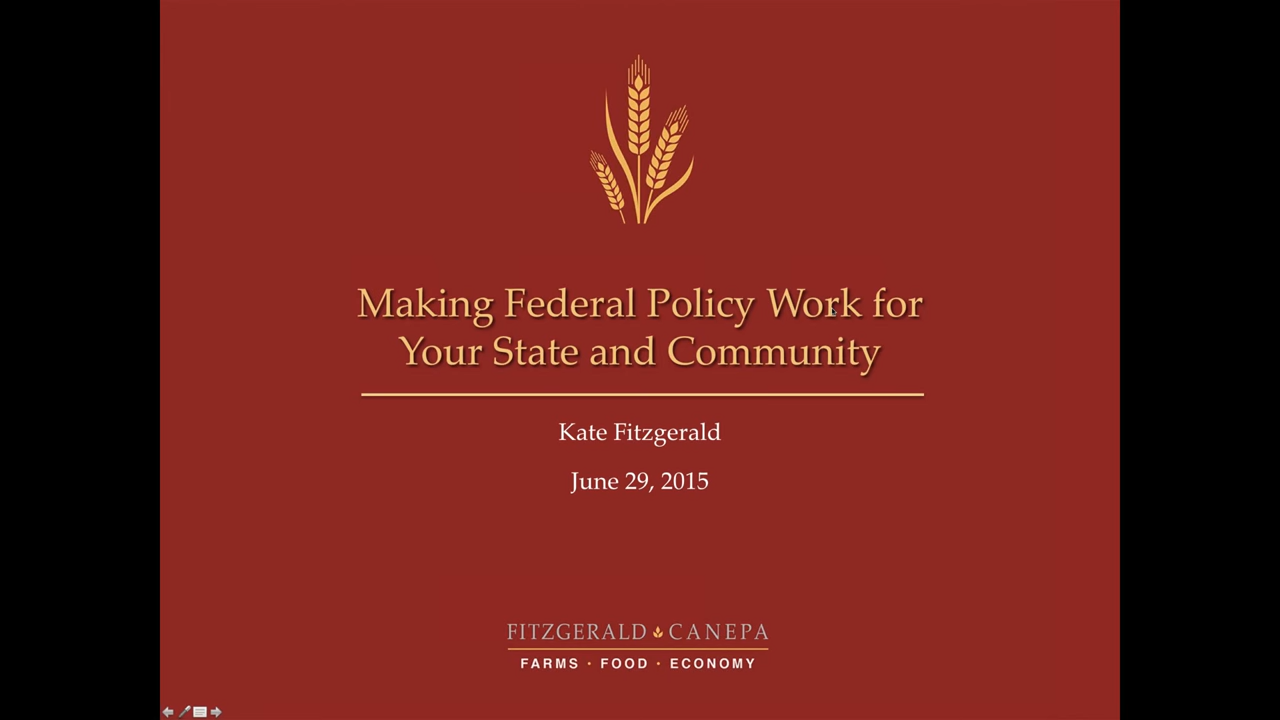 Making Federal Policy Work for
Your State and Community
Kate Fitzgerald
June 29, 2015
FITZGERALD CANEPA
FARMS · FOOD · ECONOMY